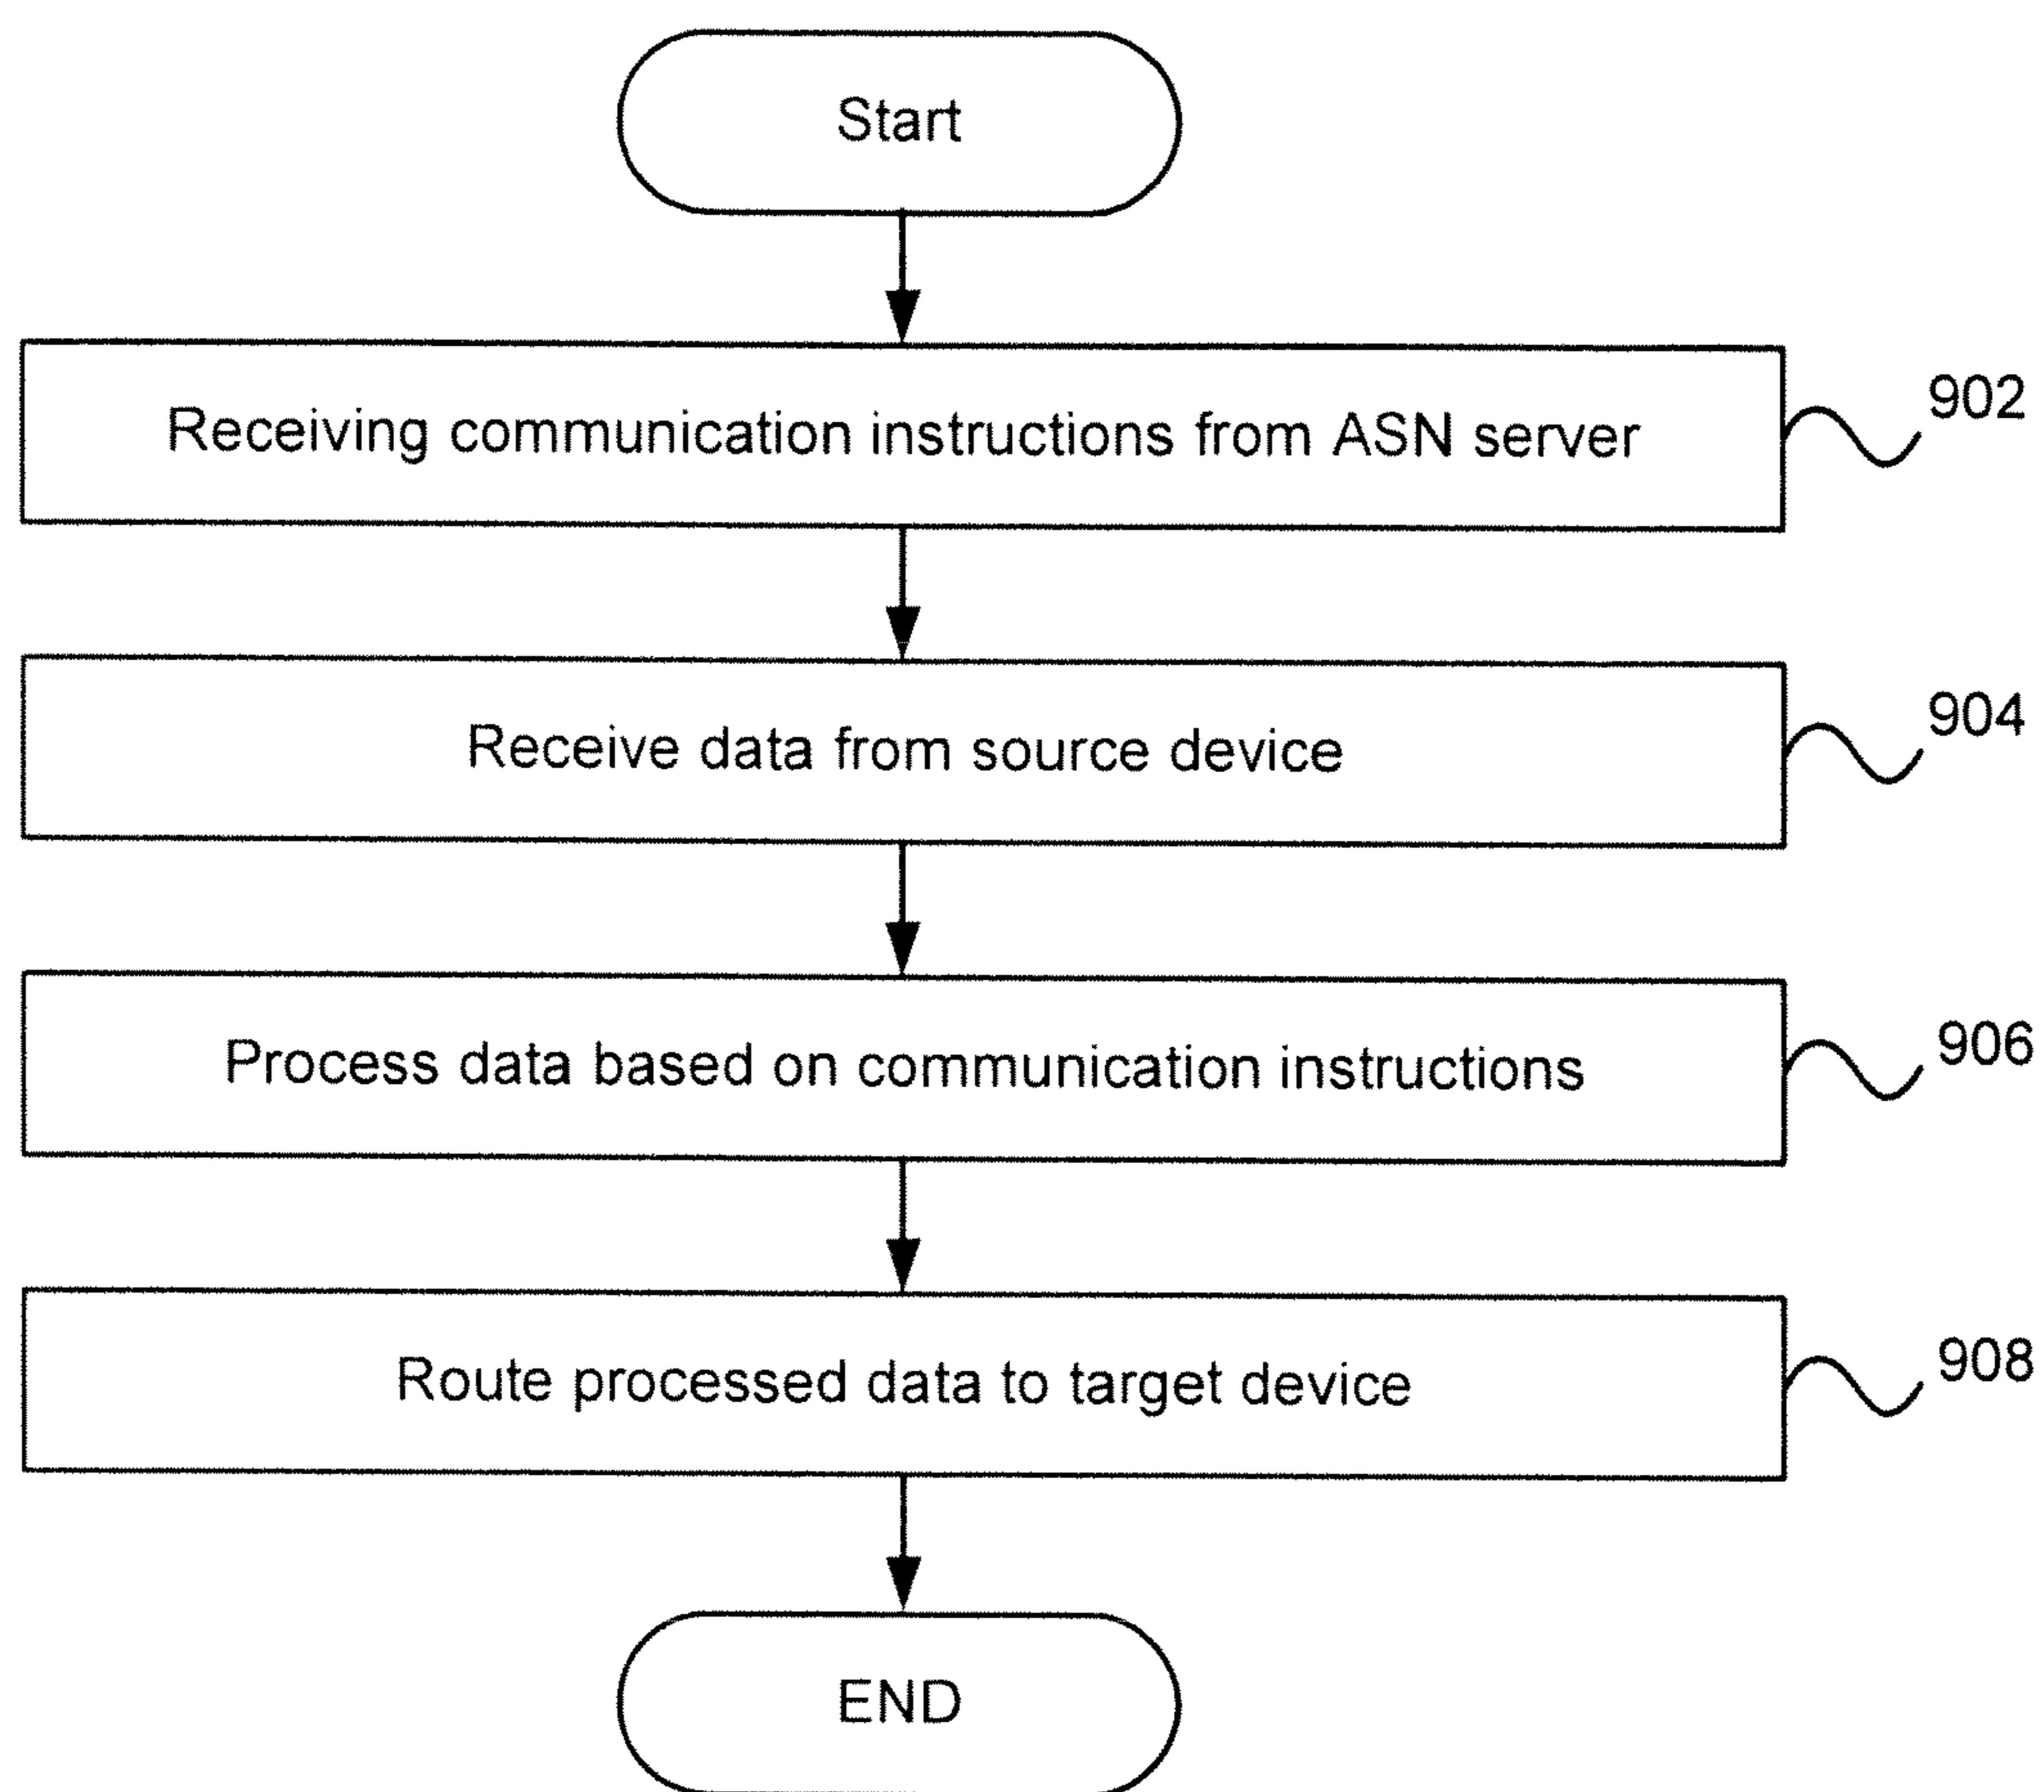 Start
Receiving communication instructions from ASN server
902
Receive data from source device
904
Process data based on communication instructions
906
Route processed data to target device
908
END